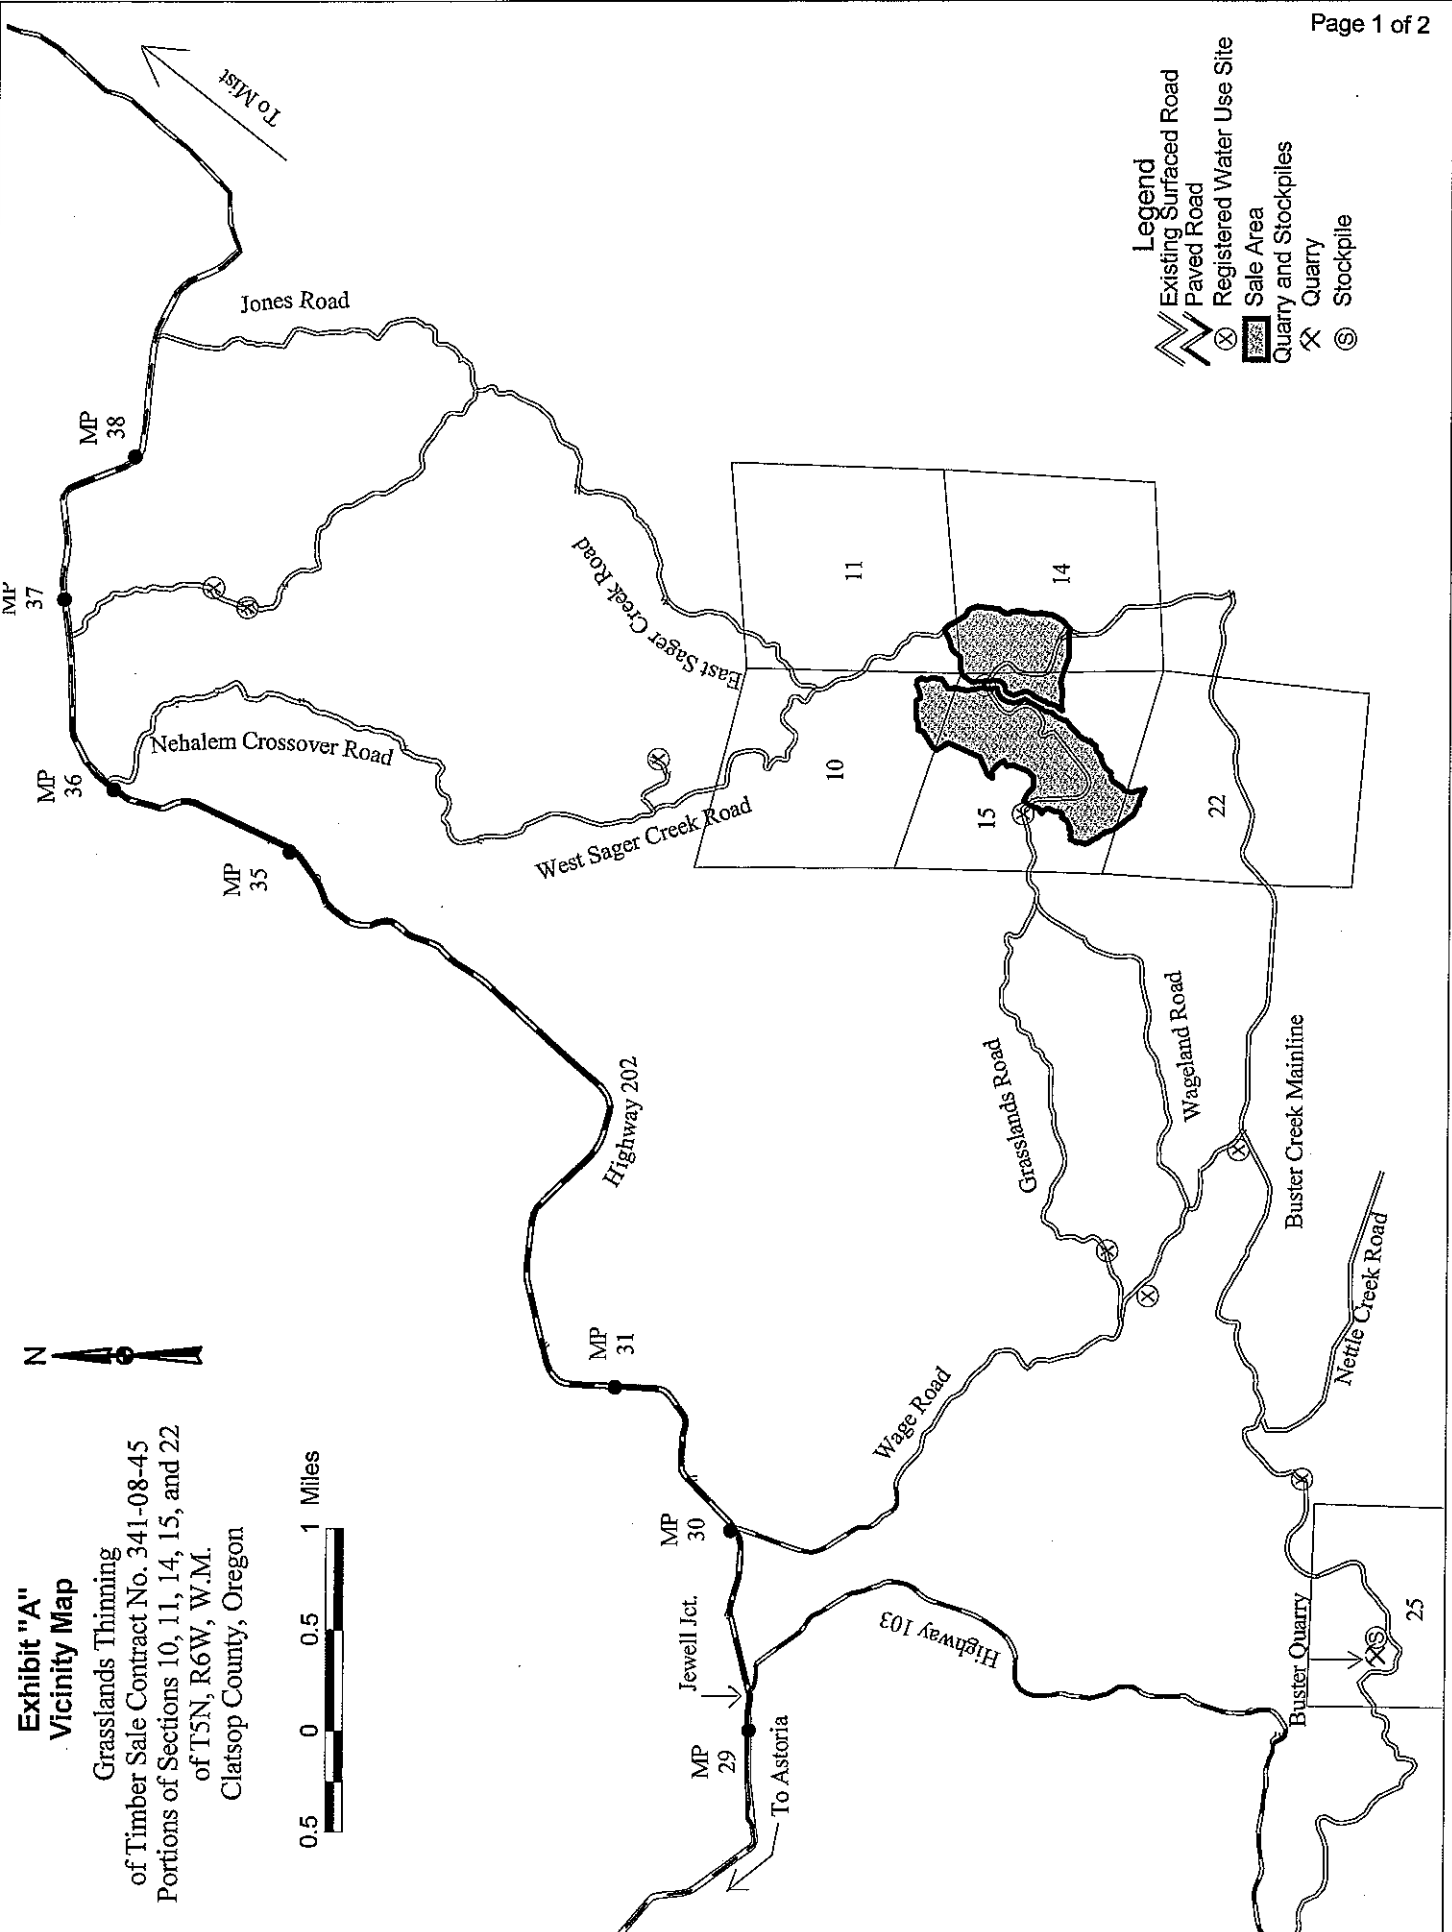 Page 1 of 2
Exhibit "A"
Vicinity Map
Grasslands Thinning
of Timber Sale Contract No. 341-08-45
Portions of Sections 10, 11, 14, 15, and 22
of T5N, R6W, W.M.
Clatsop County, Oregon
0.5 0 0.5 1 Miles
N
To Mist
Jones Road
MP
38
MP
37
MP
36
MP
35
Nehalem Crossover Road
East Sager Creek Road
West Sager Creek Road
Highway 202
MP
31
MP
30
Jewell Jct.
MP
29
To Astoria
Highway 103
Wage Road
Grasslands Road
Wageland Road
Buster Creek Mainline
Nettle Creek Road
Buster Quarry
25
10
11
14
15
22
Legend
Existing Surfaced Road
Paved Road
X Registered Water Use Site
Sale Area
Quarry and Stockpiles
Quarry
S Stockpile